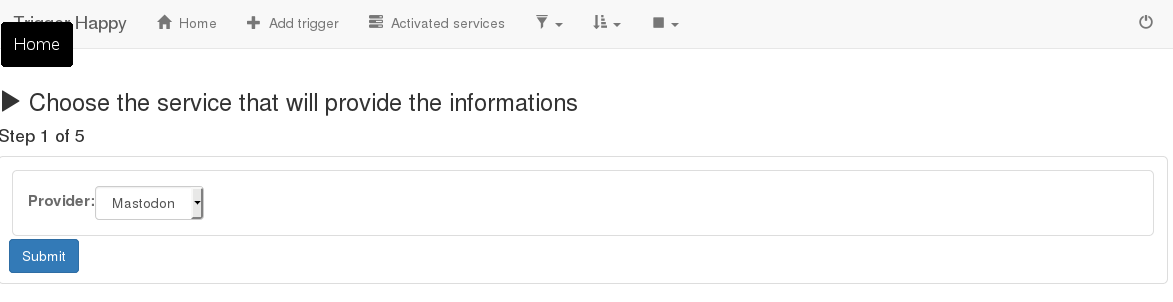 Trigger Happy Home Add trigger Activated services
Home
Choose the service that will provide the informations
Step 1 of 5
Provider: Mastodon
Submit